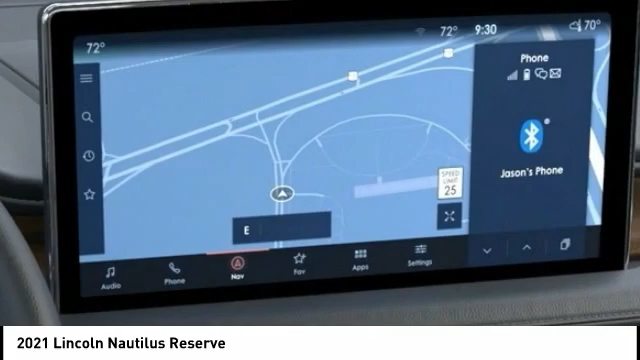 72°
72°
9:30
70°
Phone
Jason's Phone
SPEED
LIMIT
25
E
Audio
Phone
Nav
Fav
Apps
Settings
2021 Lincoln Nautilus Reserve